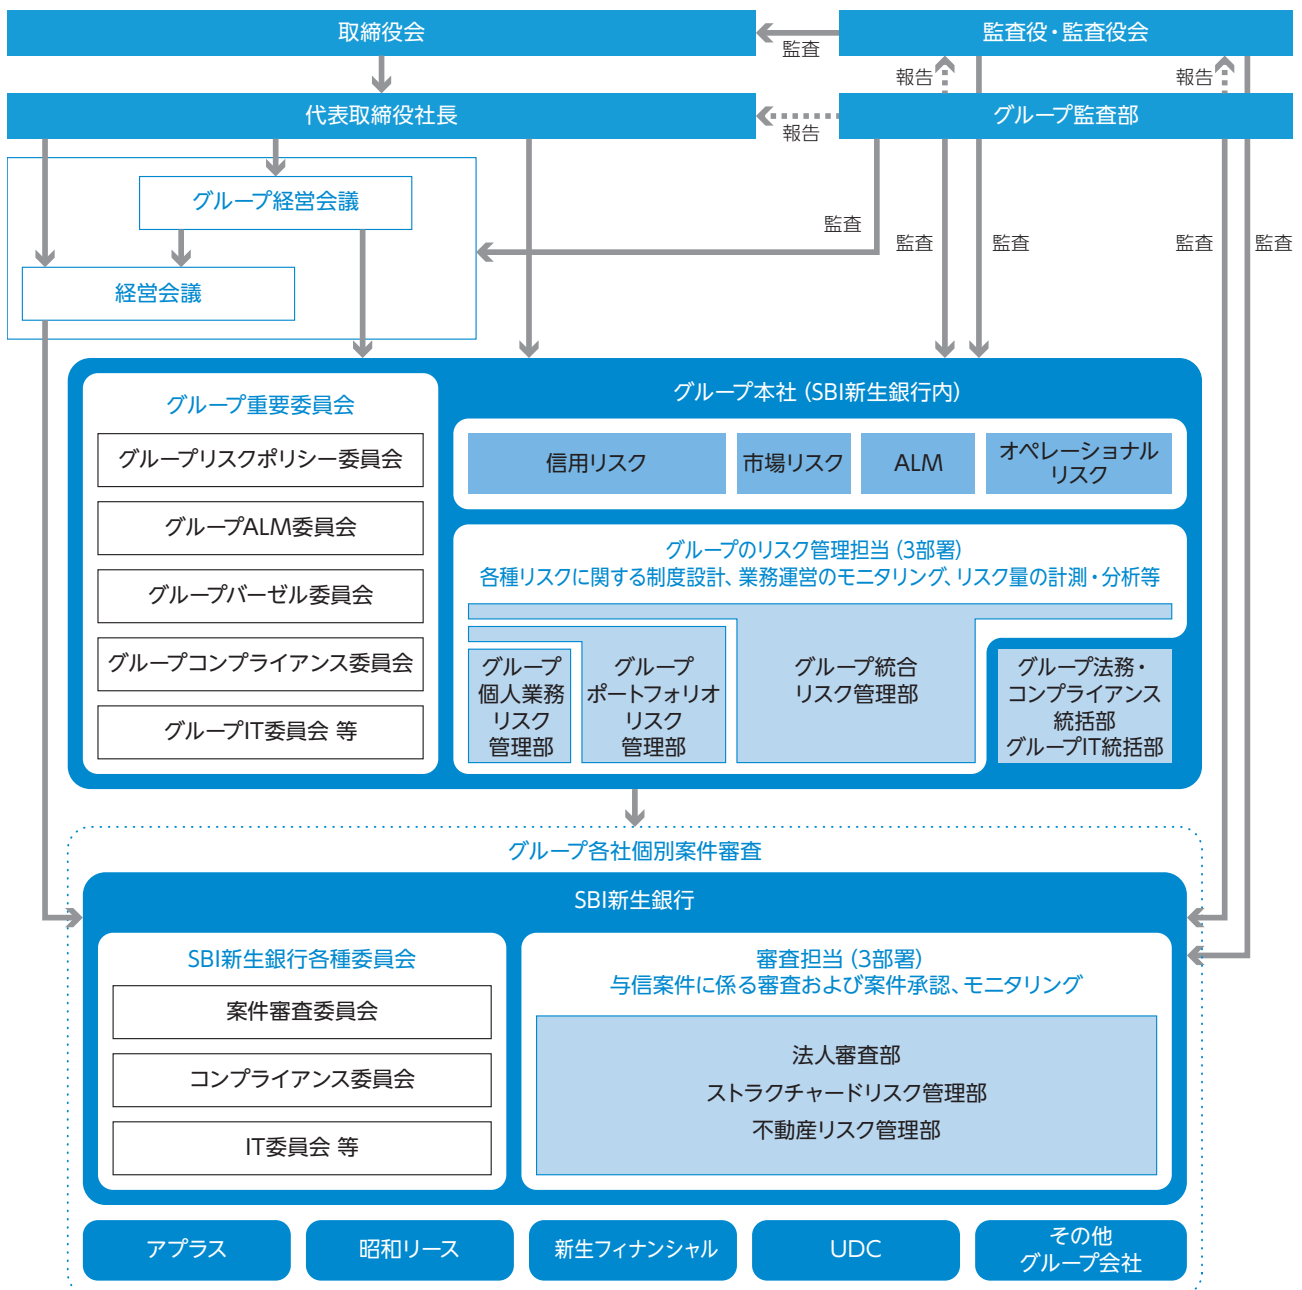 取締役会
監査
監査役・監査役会
報告
報告
代表取締役社長
報告
グループ監査部
グループ経営会議
経営会議
監査
監査
監査
監査
監査
グループ重要委員会
グループリスクポリシー委員会
グループALM委員会
グループバーゼル委員会
グループコンプライアンス委員会
グループIT委員会 等
グループ本社（SBI新生銀行内）
信用リスク
市場リスク
ALM
オペレーショナル
リスク
グループのリスク管理担当（3部署）
各種リスクに関する制度設計、業務運営のモニタリング、リスク量の計測・分析等
グループ
個人業務
リスク
管理部
グループ
ポートフォリオ
リスク
管理部
グループ統合
リスク管理部
グループ法務・
コンプライアンス
統括部
グループIT統括部
グループ各社個別案件審査
SBI新生銀行
SBI新生銀行各種委員会
案件審査委員会
コンプライアンス委員会
IT委員会 等
審査担当（3部署）
与信案件に係る審査および案件承認、モニタリング
法人審査部
ストラクチャードリスク管理部
不動産リスク管理部
アプラス
昭和リース
新生フィナンシャル
UDC
その他
グループ会社